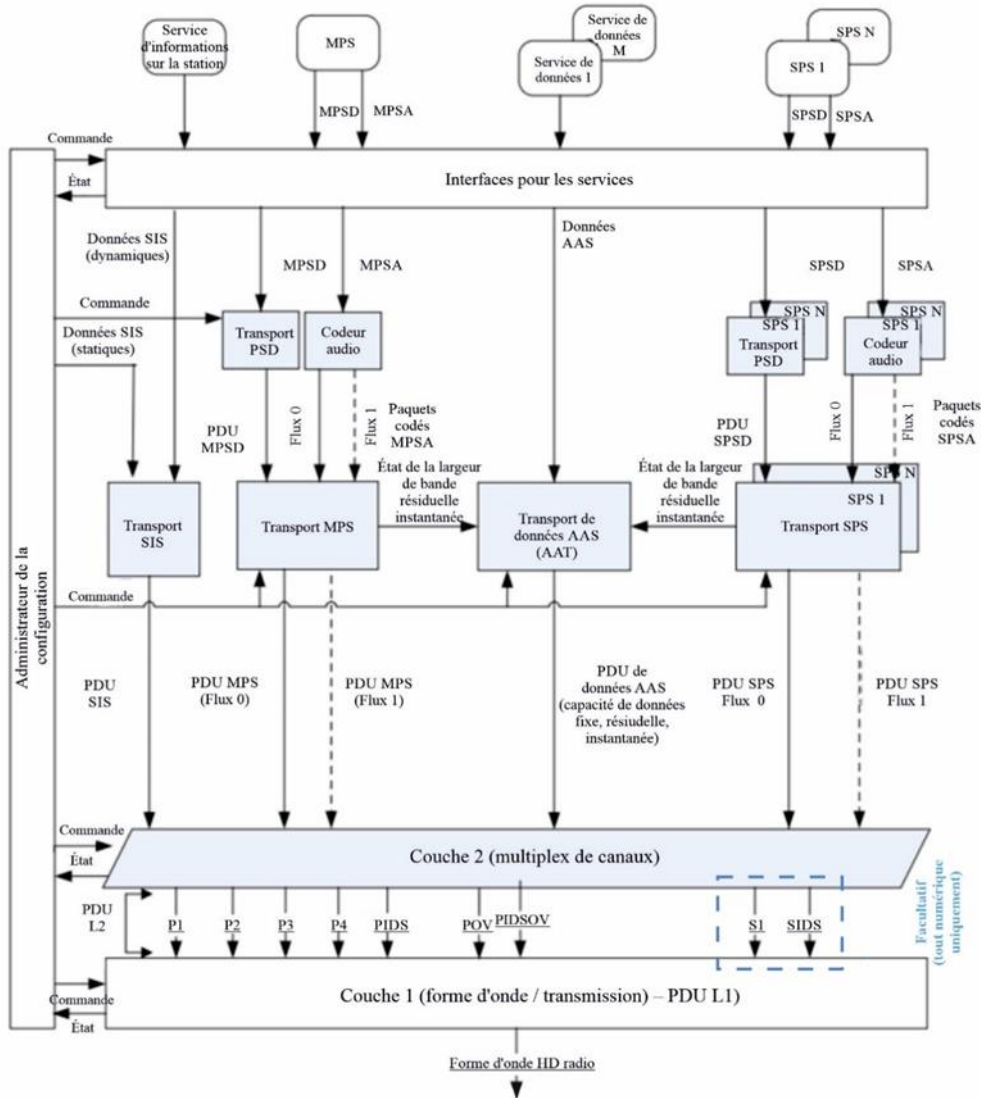 Service
d'informations
sur la station
MPS
Service de
données
M
Service de
données 1
SPS N
SPS 1
MPSD
MPSA
SPSD
SPSA
Commande
État
Interfaces pour les services
Données SIS
(dynamiques)
MPSD
MPSA
Données
AAS
SPSD
SPSA
Commande
Données SIS
(statiques)
Transport
PSD
Codeur
audio
SPS N
SPS 1
Transport
PSD
SPS N
SPS 1
Codeur
audio
PDU
MPSD
Flux 0
Flux 1
Paquets
codés
MPSA
PDU
SPSD
Flux 0
Flux 1
Paquets
codés
SPSA
État de la largeur
de bande
résiduelle
instantanée
État de la largeur
de bande
résiduelle
instantanée
Transport
SIS
Transport MPS
Transport de
données AAS
(AAT)
SPS N
SPS 1
Transport SPS
Commande
Administrateur de la
configuration
PDU
SIS
PDU MPS
(Flux 0)
PDU MPS
(Flux 1)
PDU de
données AAS
(capacité de données
fixe, résiudelle,
instantanée)
PDU SPS
Flux 0
PDU SPS
Flux 1
Commande
État
Couche 2 (multiplex de canaux)
PDU
L2
P1
P2
P3
P4
PIDS
POV
PIDSOV
S1
SIDS
Facultatif
(tout numérique
uniquement)
Commande
État
Couche 1 (forme d'onde / transmission) – PDU L1)
Forme d'onde HD radio